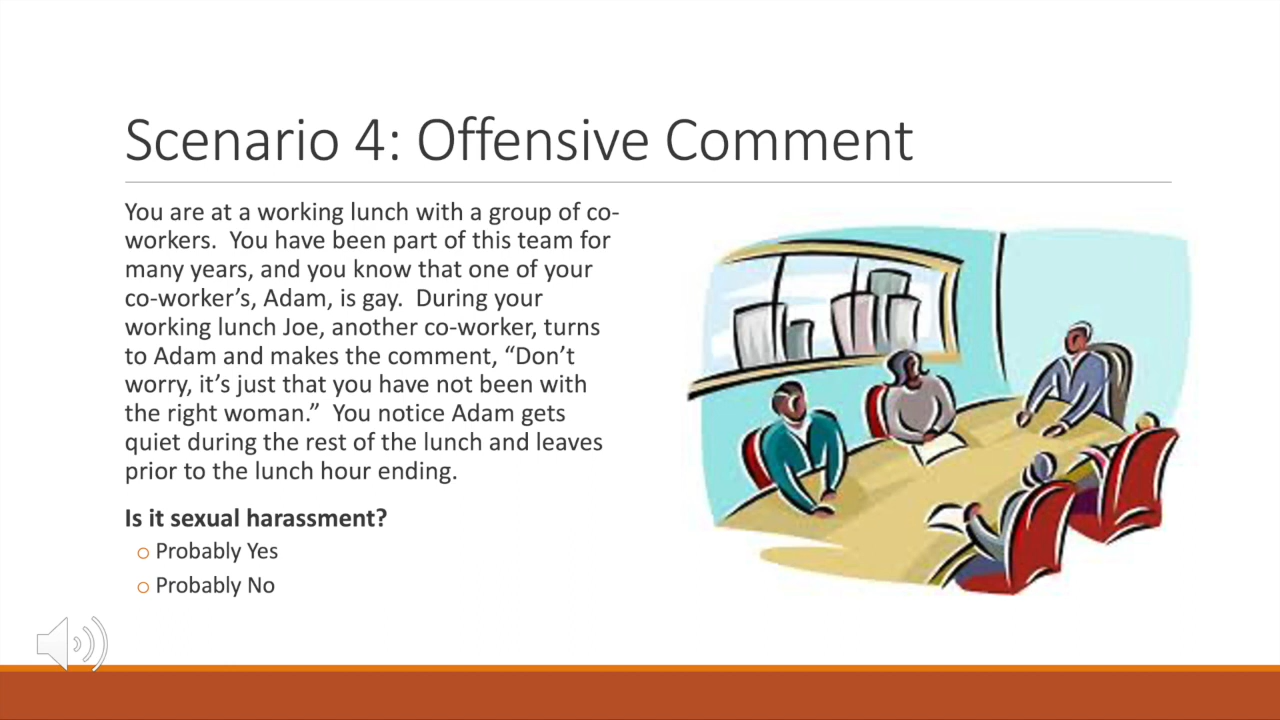 Scenario 4: Offensive Comment
You are at a working lunch with a group of co-
workers.  You have been part of this team for
many years, and you know that one of your
co-worker’s, Adam, is gay.  During your
working lunch Joe, another co-worker, turns
to Adam and makes the comment, “Don’t
worry, it’s just that you have not been with
the right woman.”  You notice Adam gets
quiet during the rest of the lunch and leaves
prior to the lunch hour ending.
Is it sexual harassment?
o Probably Yes
o Probably No